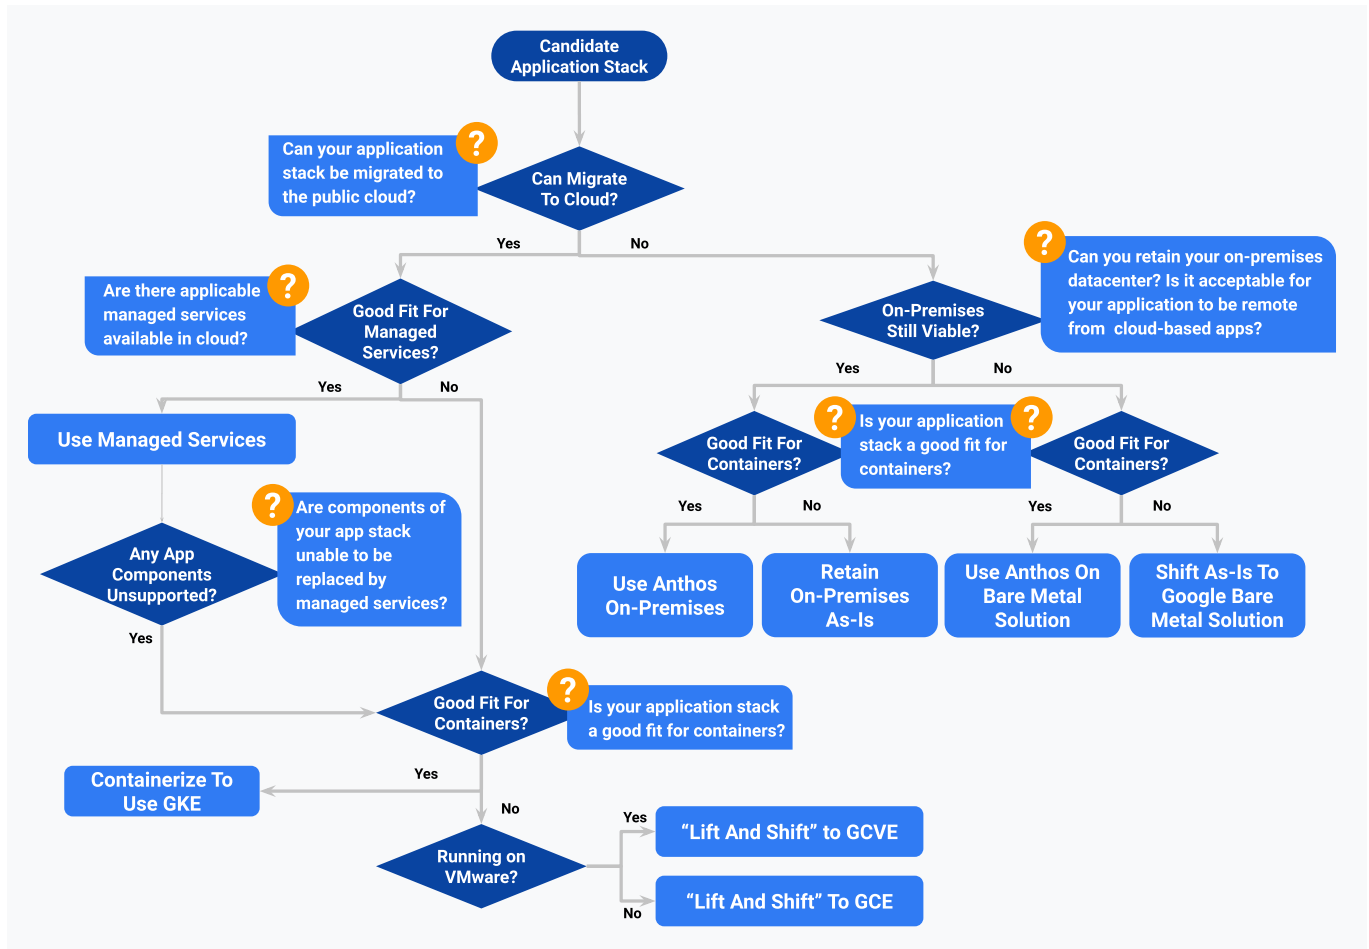 Candidate
Application Stack
?
Can your application
stack be migrated to
the public cloud?
Can Migrate
To Cloud?
Yes
No
?
Can you retain your on-premises
datacenter? Is it acceptable for
your application to be remote
from cloud-based apps?
?
Are there applicable
managed services
available in cloud?
Good Fit For
Managed
Services?
On-Premises
Still Viable?
Yes
No
Yes
No
Use Managed Services
Good Fit For
Containers?
?
Is your application
stack a good fit for
containers?
?
Good Fit For
Containers?
Yes
No
Yes
No
?
Are components of
your app stack
unable to be
replaced by
managed services?
Any App
Components
Unsupported?
Yes
Use Anthos
On-Premises
Retain
On-Premises
As-Is
Use Anthos On
Bare Metal
Solution
Shift As-Is To
Google Bare
Metal Solution
Good Fit For
Containers?
?
Is your application stack
a good fit for containers?
Yes
No
Containerize To
Use GKE
Running on
VMware?
Yes
“Lift And Shift” to GCVE
No
“Lift And Shift” To GCE